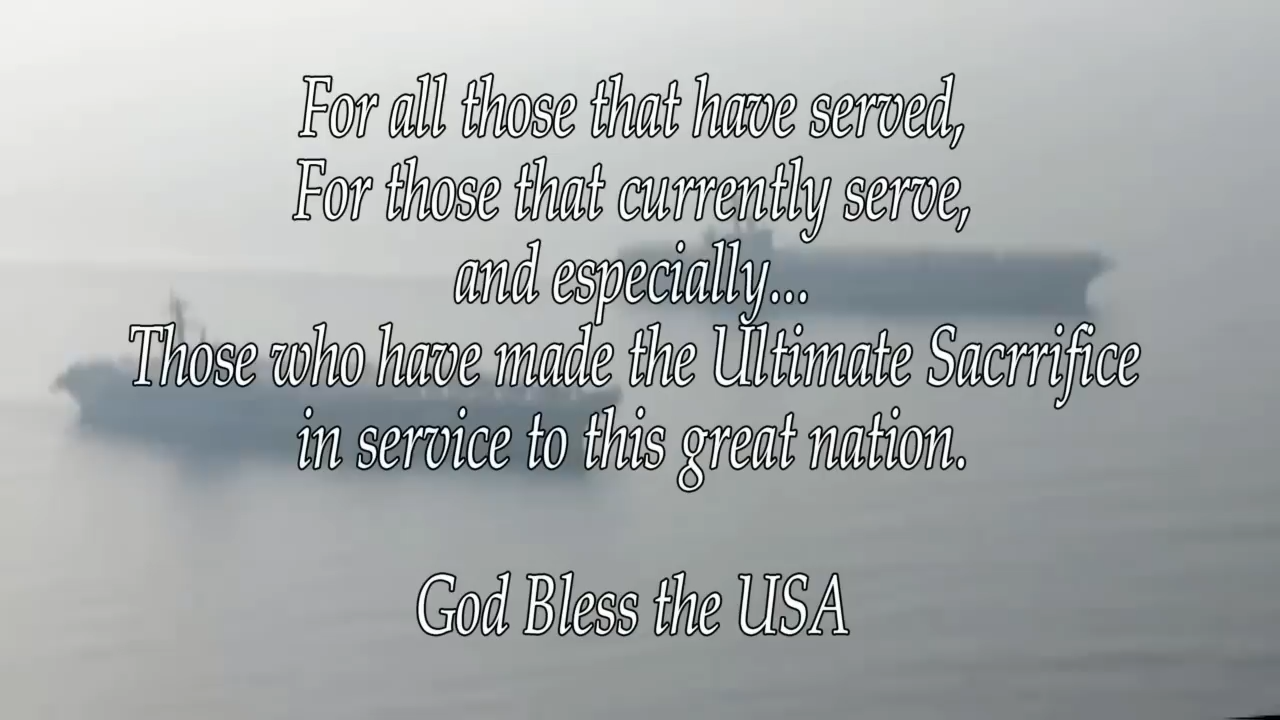 For all those that have served,
For those that currently serve,
and especially...
Those who have made the Ultimate Sacrrifice
in service to this great nation.
God Bless the USA